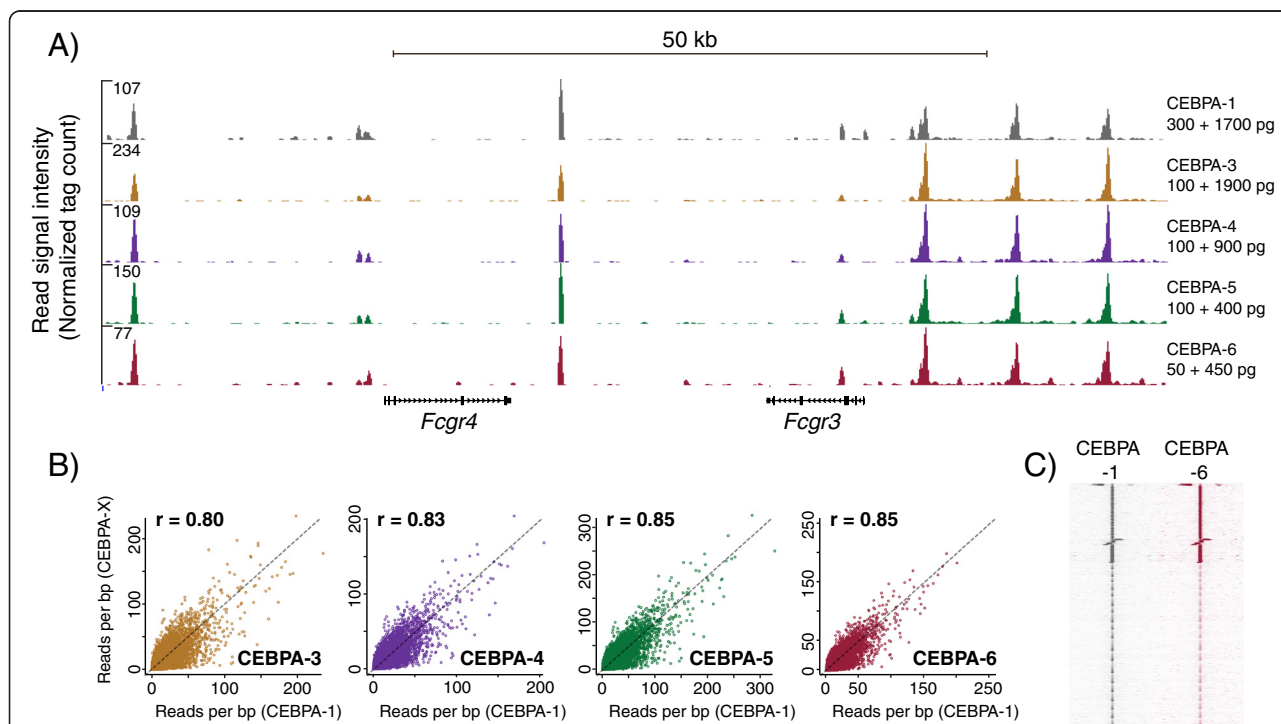 A)
50 kb
Read signal intensity
(Normalized tag count)
107
CEBPA-1
300 + 1700 pg
234
CEBPA-3
100 + 1900 pg
109
CEBPA-4
100 + 900 pg
150
CEBPA-5
100 + 400 pg
77
CEBPA-6
50 + 450 pg
Fcgr4
Fcgr3
B)
Reads per bp (CEBPA-X)
r = 0.80
200
100
0
CEBPA-3
0 100 200
Reads per bp (CEBPA-1)
r = 0.83
200
150
100
50
0
CEBPA-4
0 50 100 150 200
Reads per bp (CEBPA-1)
r = 0.85
300
200
100
0
CEBPA-5
0 100 200 300
Reads per bp (CEBPA-1)
r = 0.85
250
150
50
0
CEBPA-6
0 50 150 250
Reads per bp (CEBPA-1)
C)
CEBPA CEBPA
-1 -6